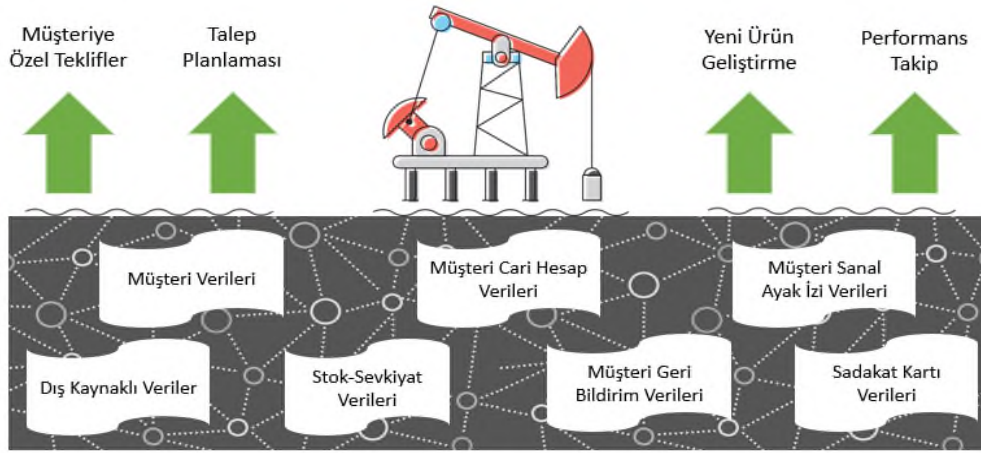 Müşteriye
Özel Teklifler
Talep
Planlaması
Yeni Ürün
Geliştirme
Performans
Takip
Müşteri Verileri
Müşteri Cari Hesap
Verileri
Müşteri Sanal
Ayak İzi Verileri
Dış Kaynaklı Veriler
Stok-Sevkiyat
Verileri
Müşteri Geri
Bildirim Verileri
Sadakat Kartı
Verileri